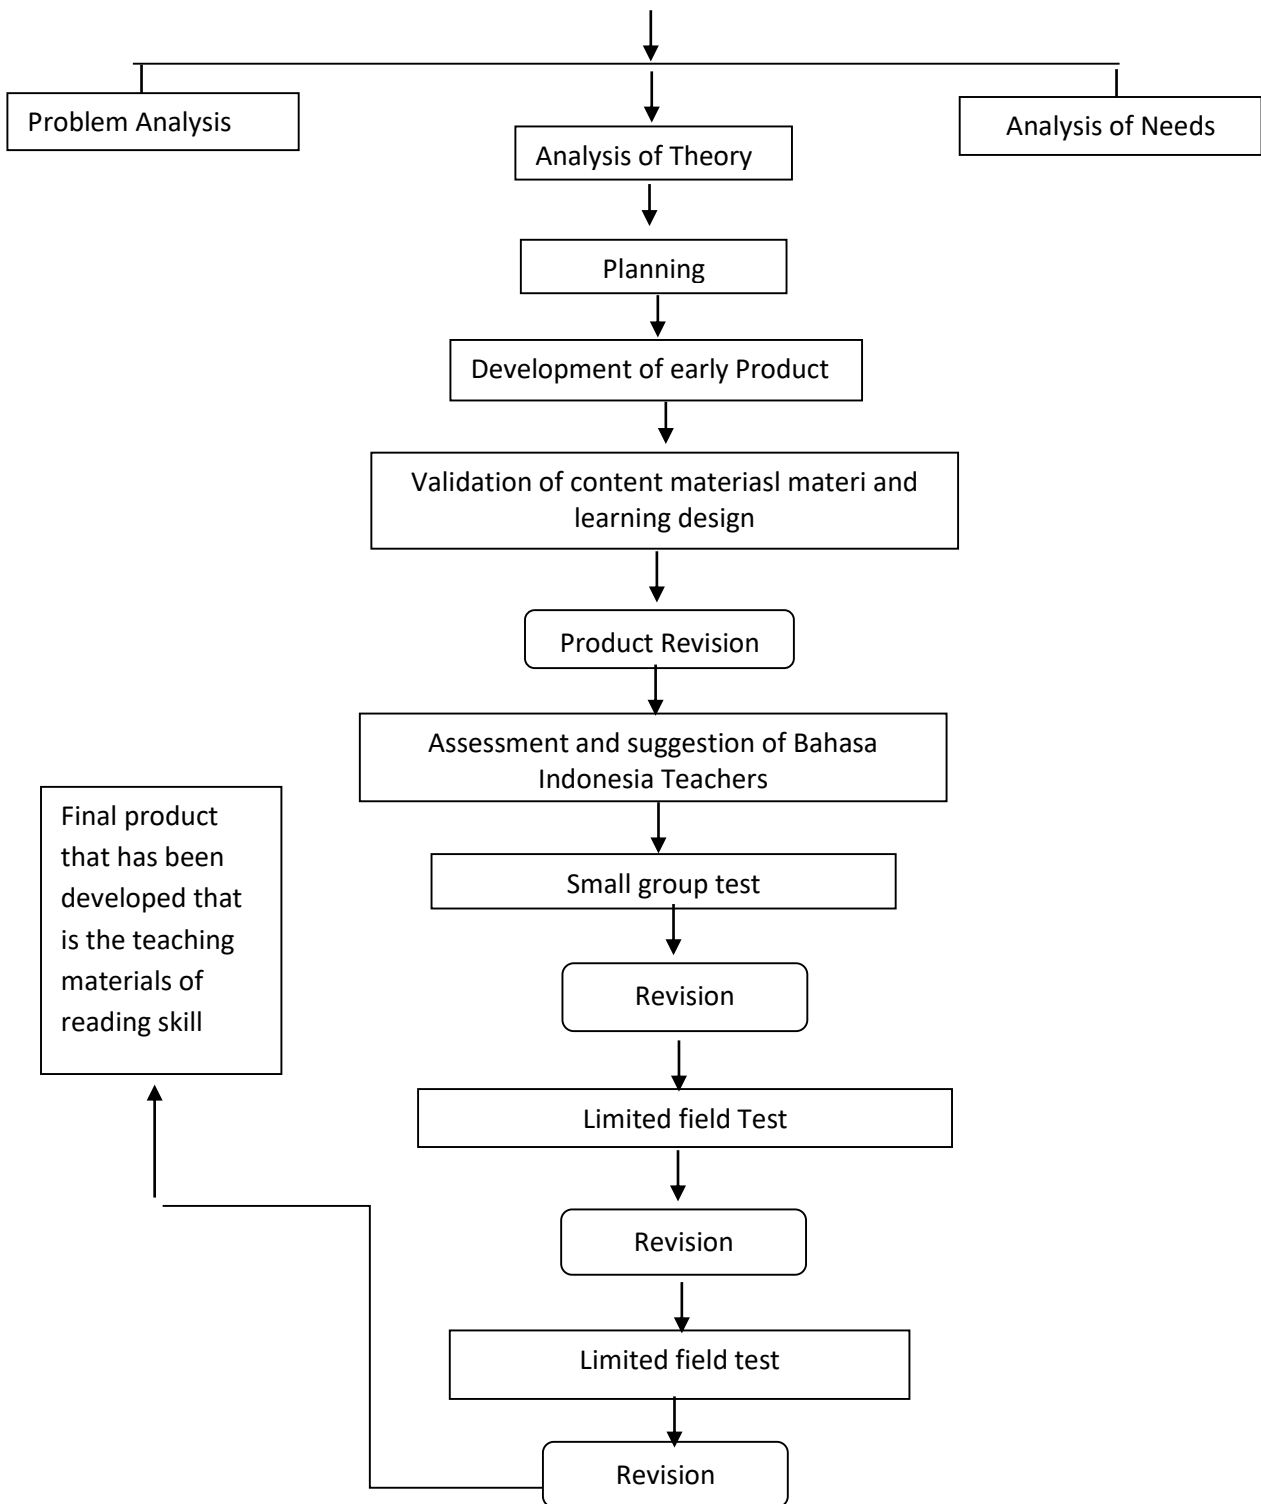 Problem Analysis
Analysis of Needs
Analysis of Theory
Planning
Development of early Product
Validation of content materiasl materi and
learning design
Product Revision
Assessment and suggestion of Bahasa
Indonesia Teachers
Small group test
Revision
Limited field Test
Revision
Limited field test
Revision
Final product
that has been
developed that
is the teaching
materials of
reading skill